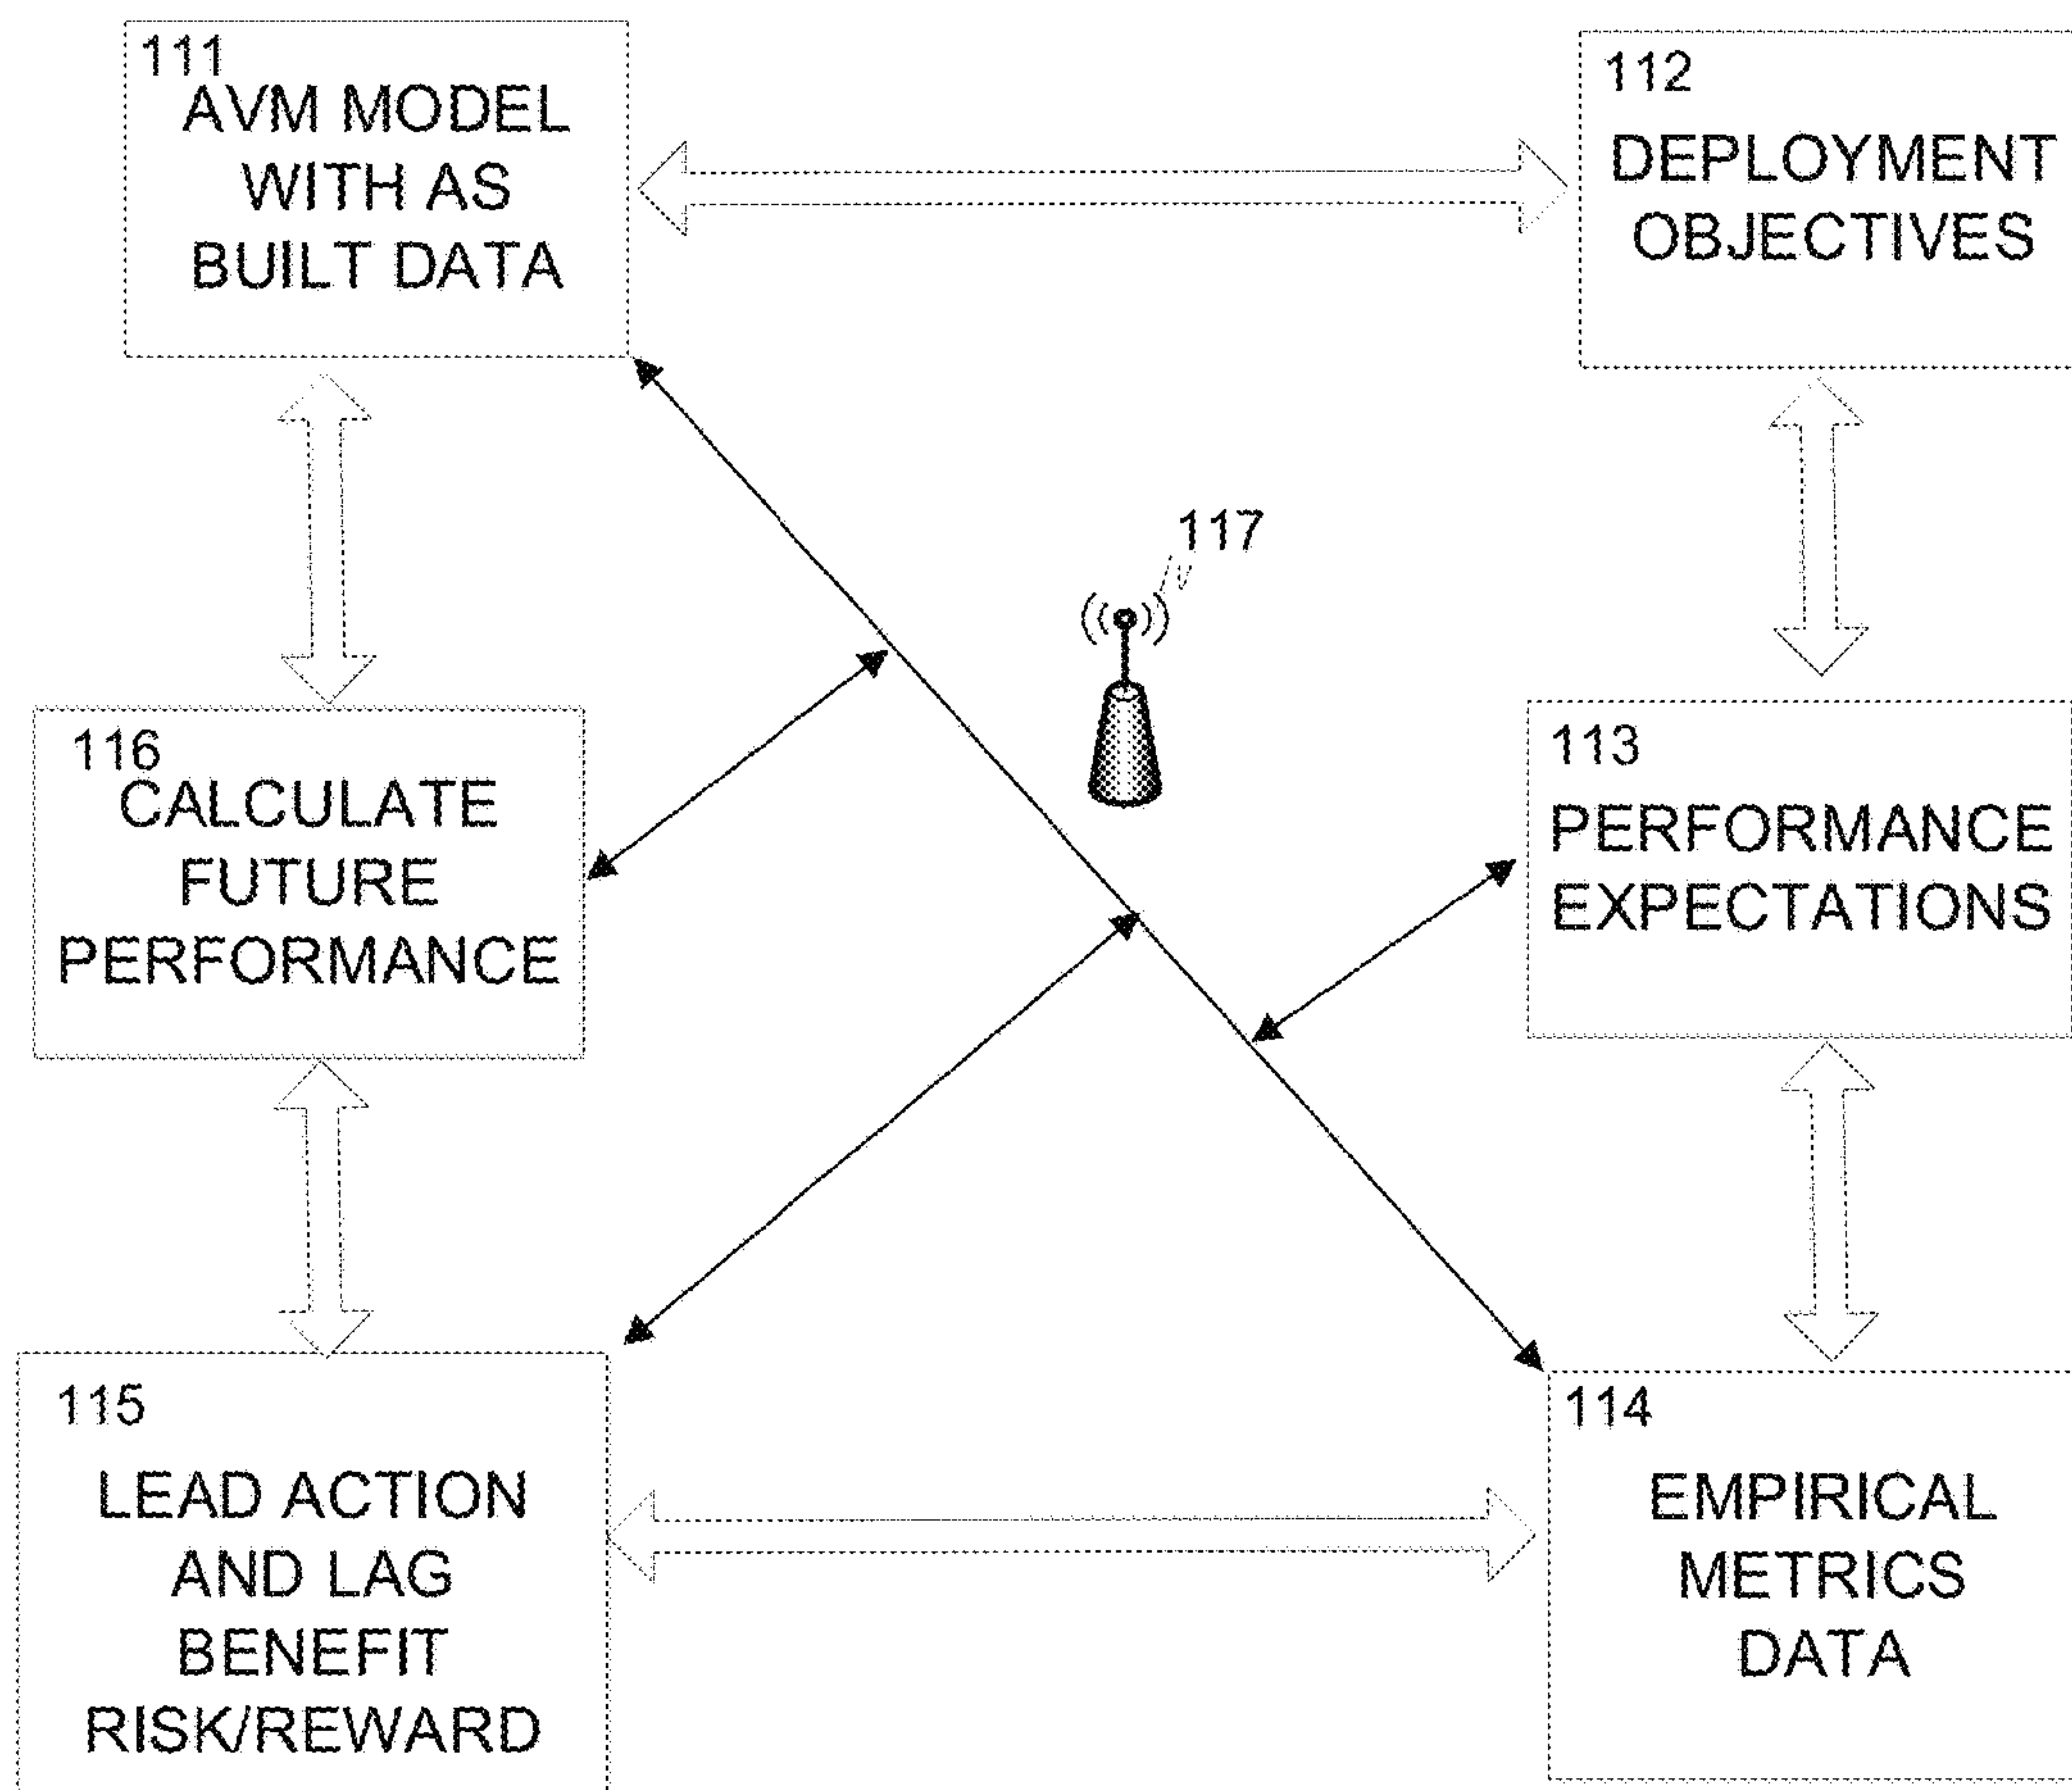 111
AVM MODEL
WITH AS
BUILT DATA
112
DEPLOYMENT
OBJECTIVES
117
116
CALCULATE
FUTURE
PERFORMANCE
113
PERFORMANCE
EXPECTATIONS
115
LEAD ACTION
AND LAG
BENEFIT
RISK/REWARD
114
EMPIRICAL
METRICS
DATA